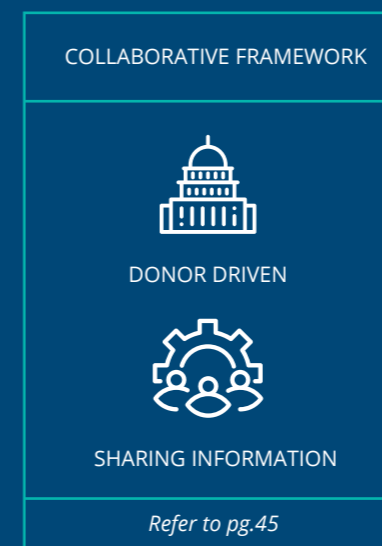 COLLABORATIVE FRAMEWORK
DONOR DRIVEN
SHARING INFORMATION
Refer to pg.45